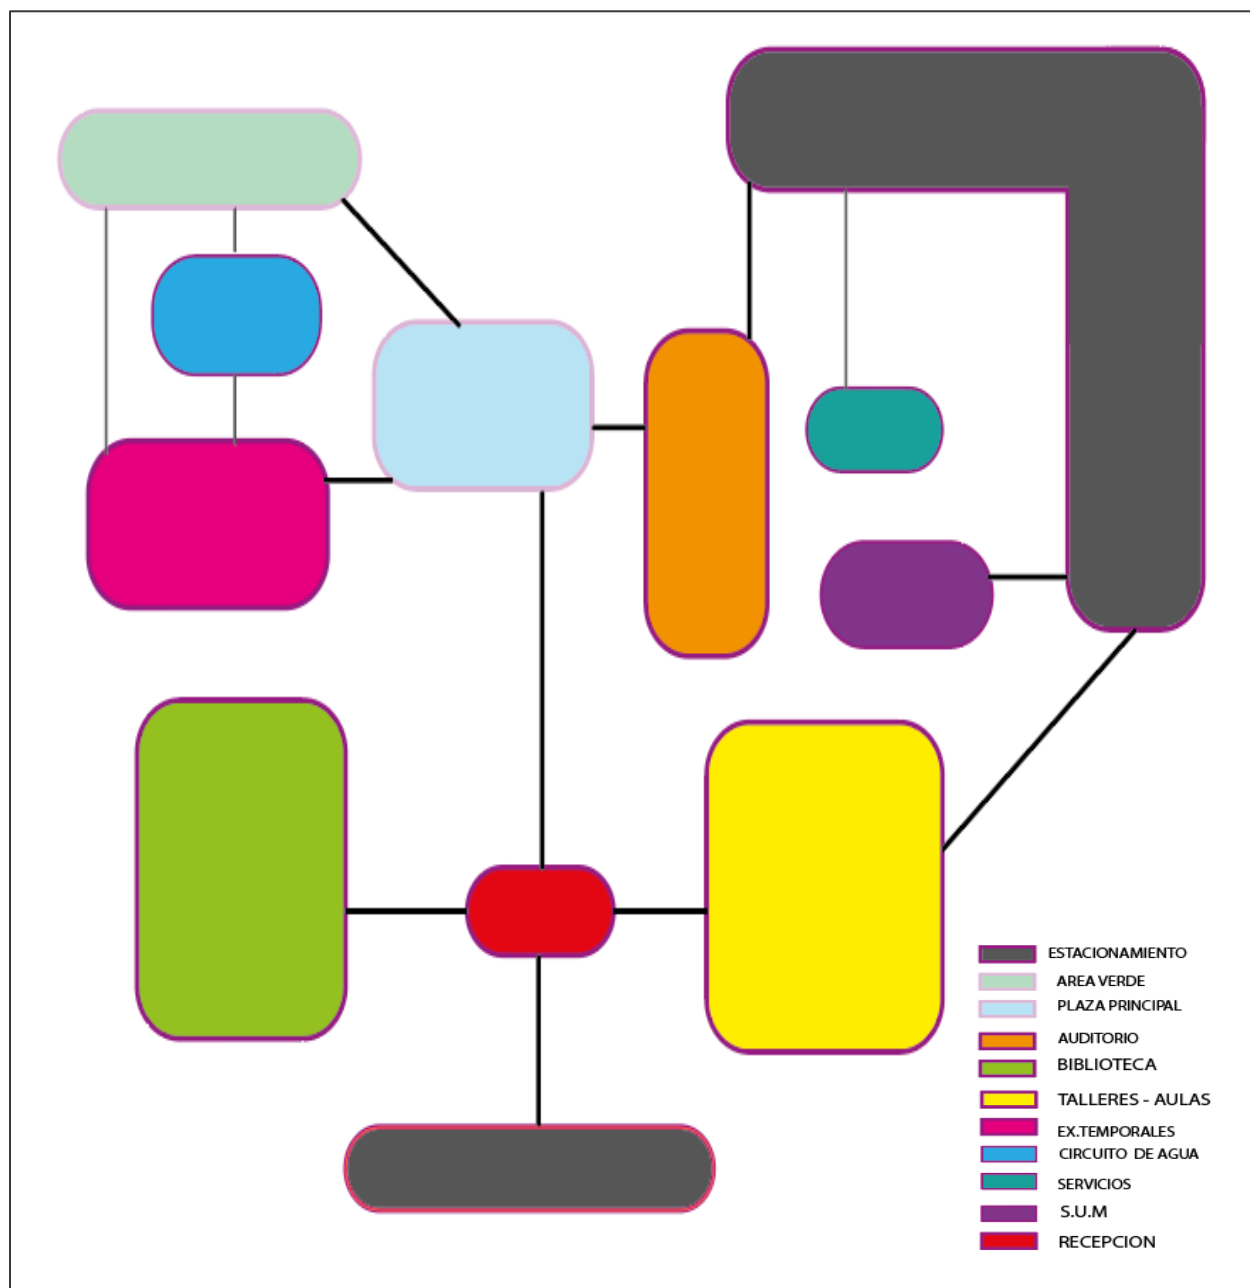 ESTACIONAMIENTO
AREA VERDE
PLAZA PRINCIPAL
AUDITORIO
BIBLIOTECA
TALLERES - AULAS
EX.TEMPORALES
CIRCUITO DE AGUA
SERVICIOS
S.U.M
RECEPCION